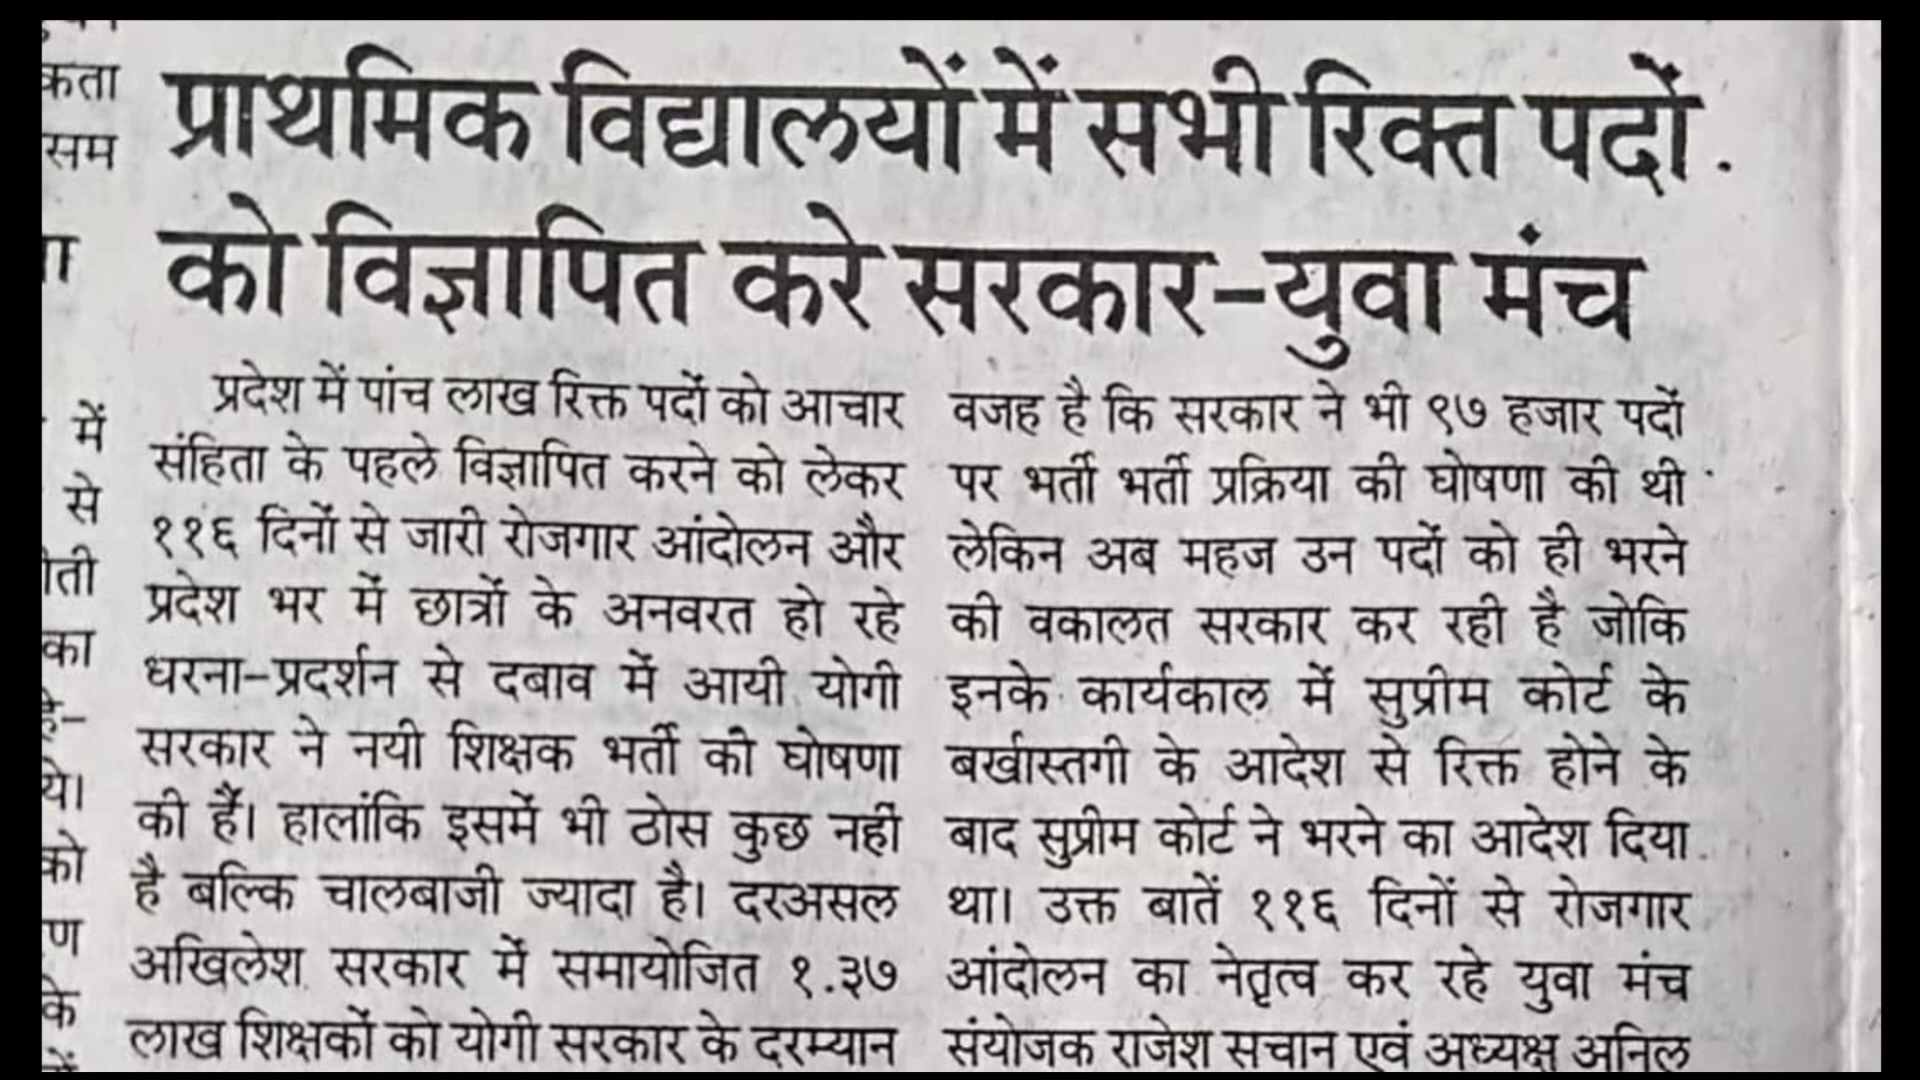 कता
सम
ा
में
से
ोती
का
है-
थे।
को
ण
के
में
प्राथमिक विद्यालयों में सभी रिक्त पदों
को विज्ञापित करे सरकार-युवा मंच
प्रदेश में पांच लाख रिक्त पदों को आचार
संहिता के पहले विज्ञापित करने को लेकर
११६ दिनों से जारी रोजगार आंदोलन और
प्रदेश भर में छात्रों के अनवरत हो रहे
धरना-प्रदर्शन से दबाव में आयी योगी
सरकार ने नयी शिक्षक भर्ती की घोषणा
की हैं। हालांकि इसमें भी ठोस कुछ नहीं
है बल्कि चालबाजी ज्यादा है। दरअसल
अखिलेश सरकार में समायोजित १.३७
लाख शिक्षकों को योगी सरकार के दरम्यान
वजह है कि सरकार ने भी ९७ हजार पदों
पर भर्ती भर्ती प्रक्रिया की घोषणा की थी
लेकिन अब महज उन पदों को ही भरने
की वकालत सरकार कर रही है जोकि
इनके कार्यकाल में सुप्रीम कोर्ट के
बर्खास्तगी के आदेश से रिक्त होने के
बाद सुप्रीम कोर्ट ने भरने का आदेश दिया
था। उक्त बातें ११६ दिनों से रोजगार
आंदोलन का नेतृत्व कर रहे युवा मंच
संयोजक राजेश सचान एवं अध्यक्ष अनिल